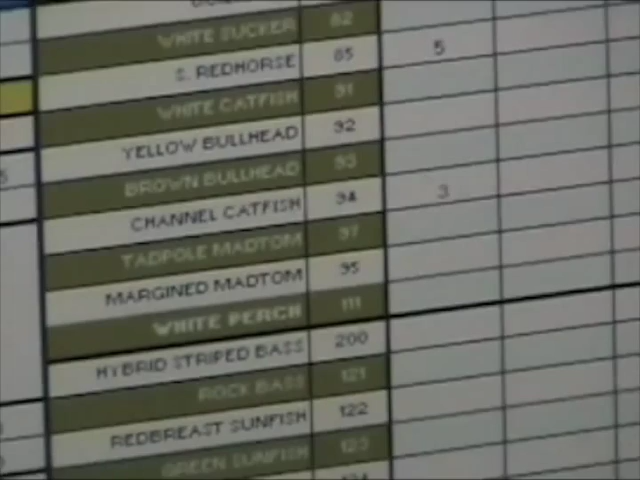 WHITE SUCKER 82
S. REDHORSE 85 5
WHITE CATFISH 91
YELLOW BULLHEAD 92
BROWN BULLHEAD 93
CHANNEL CATFISH 94 3
TADPOLE MADTOM 97
MARGINED MADTOM 95
WHITE PERCH 111
HYBRID STRIPED BASS 200
ROCK BASS 121
REDBREAST SUNFISH 122
GREEN SUNFISH 123